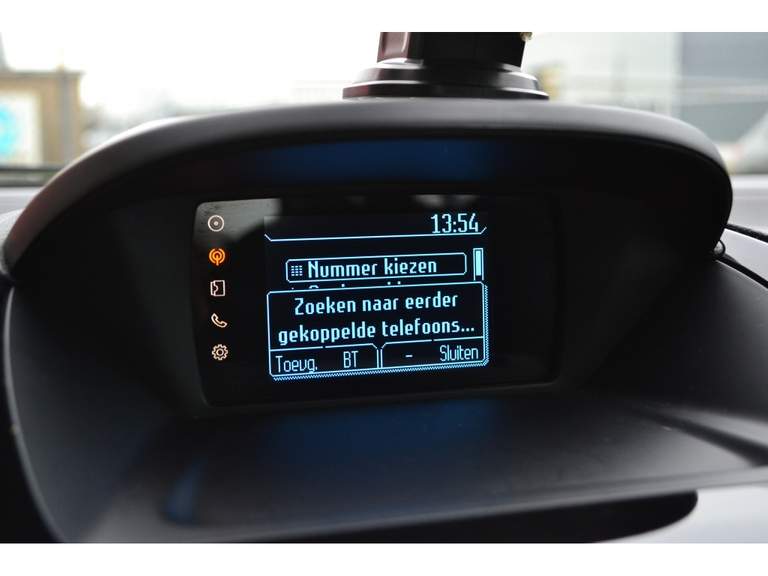 13:54
Nummer kiezen
Zoeken naar eerder
gekoppelde telefoons...
Toevg. BT - Sluiten